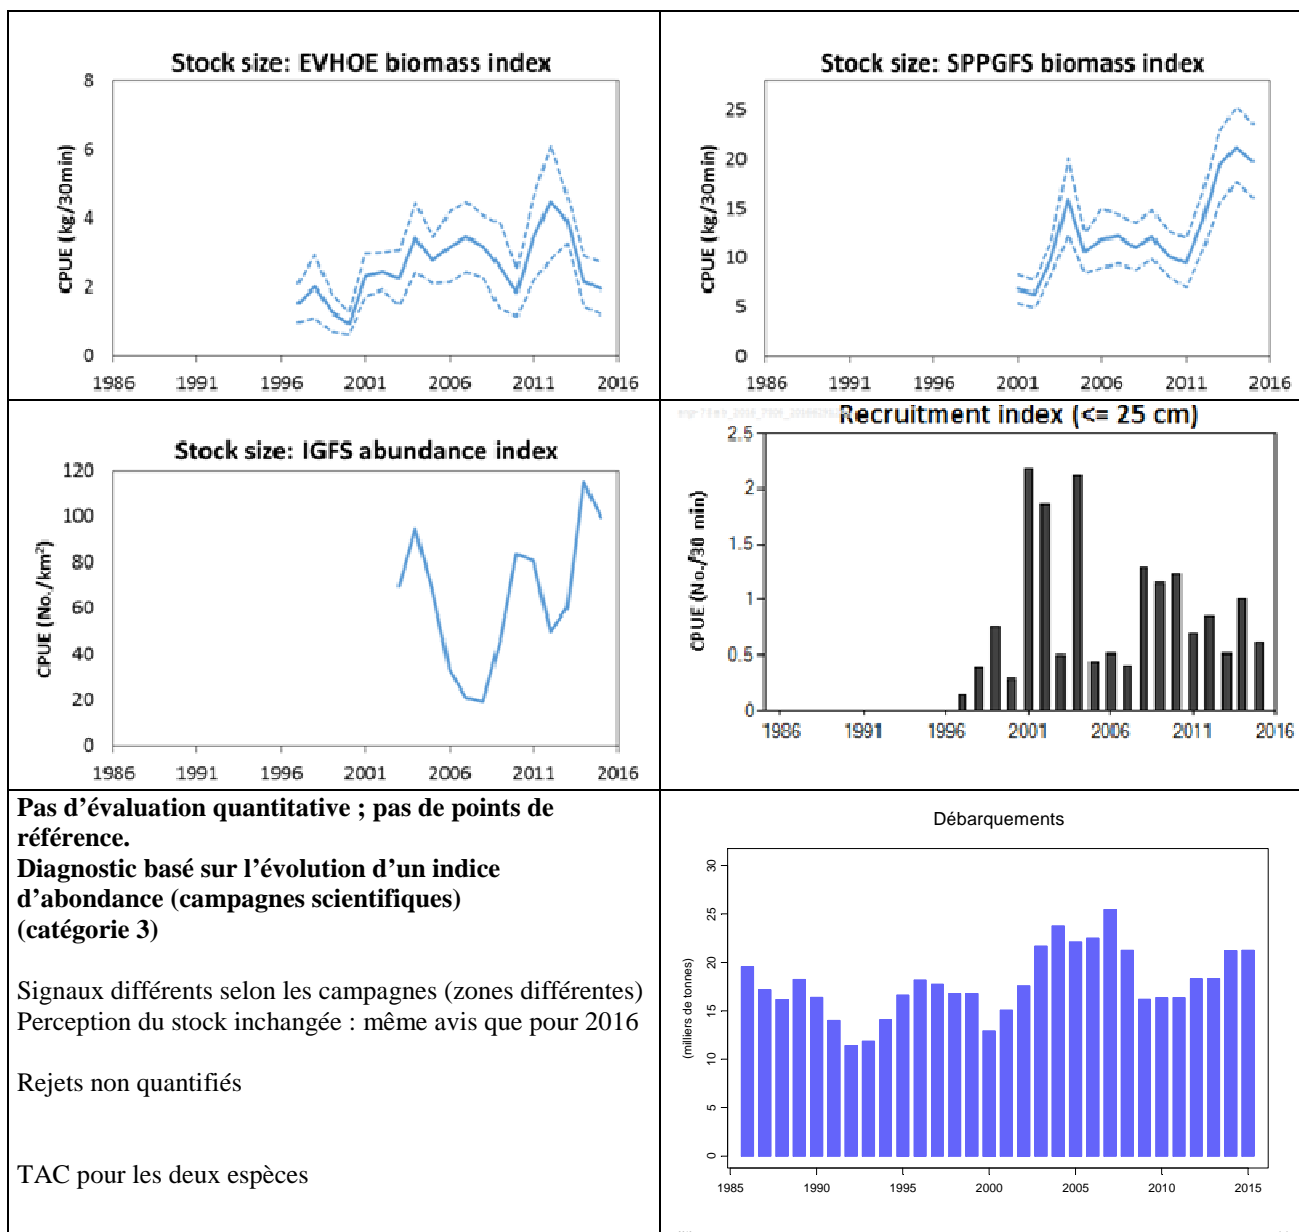 Stock size: EVHOE biomass index
8
6
4
2
0
CPUE (kg/30min)
1986 1991 1996 2001 2006 2011 2016
Stock size: SPPGFS biomass index
25
20
15
10
5
0
CPUE (kg/30min)
1986 1991 1996 2001 2006 2011 2016
Stock size: IGFS abundance index
120
100
80
60
40
20
0
CPUE (No./km²)
1986 1991 1996 2001 2006 2011 2016
Recruitment index (<= 25 cm)
2.5
2
1.5
1
0.5
0
CPUE (No./30 min)
1986 1991 1996 2001 2006 2011 2016
Pas d'évaluation quantitative ; pas de points de
référence.
Diagnostic basé sur l'évolution d'un indice
d'abondance (campagnes scientifiques)
(catégorie 3)
Signaux différents selon les campagnes (zones différentes)
Perception du stock inchangée : même avis que pour 2016
Rejets non quantifiés
TAC pour les deux espèces
Débarquements
30
25
20
15
10
5
0
(milliers de tonnes)
1985 1990 1995 2000 2005 2010 2015